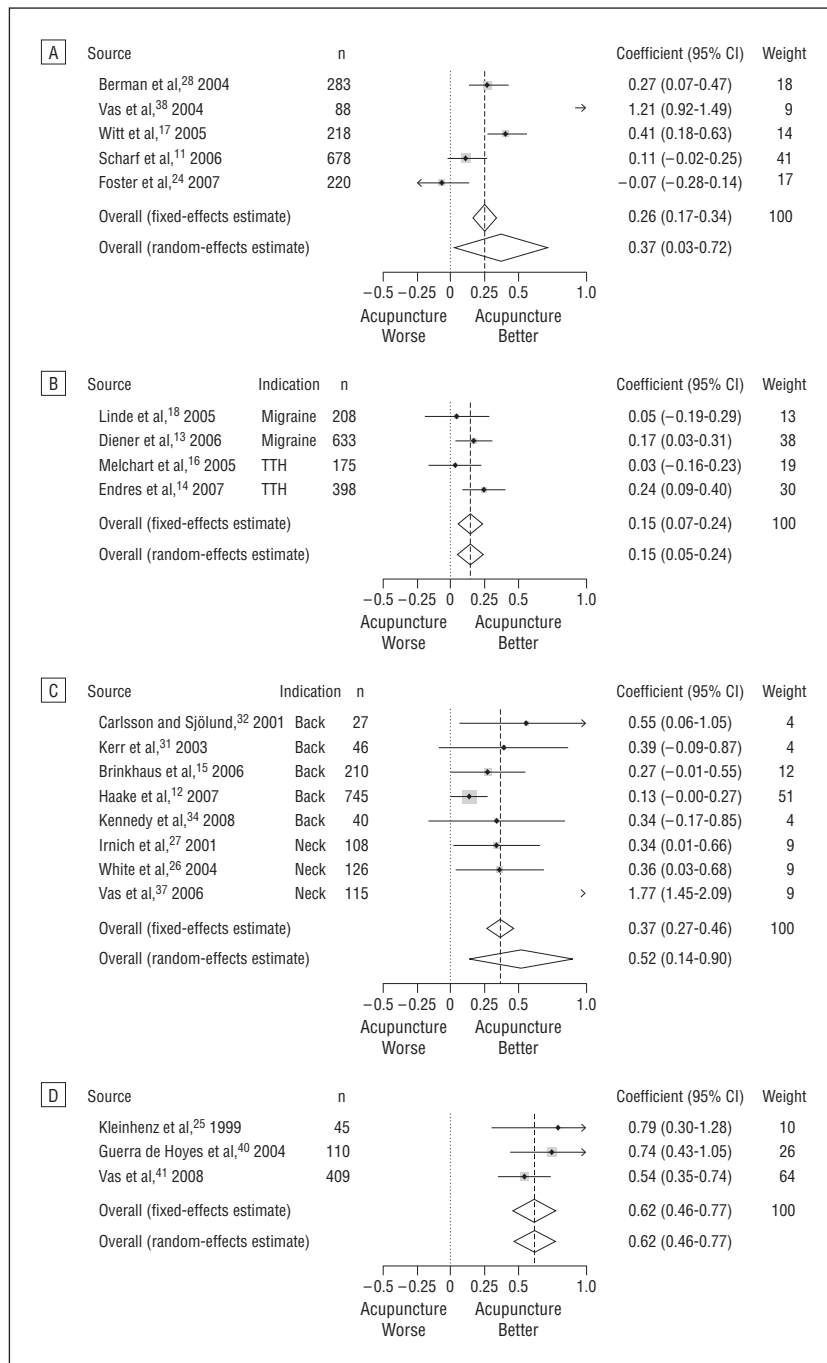 A Source n Coefficient (95% CI) Weight
Berman et al,28 2004 283 0.27 (0.07-0.47) 18
Vas et al,38 2004 88 1.21 (0.92-1.49) 9
Witt et al,17 2005 218 0.41 (0.18-0.63) 14
Scharf et al,11 2006 678 0.11 (−0.02-0.25) 41
Foster et al,24 2007 220 −0.07 (−0.28-0.14) 17
Overall (fixed-effects estimate) 0.26 (0.17-0.34) 100
Overall (random-effects estimate) 0.37 (0.03-0.72)
−0.5 −0.25 0 0.25 0.5 1.0
Acupuncture Acupuncture
Worse Better
B Source Indication n Coefficient (95% CI) Weight
Linde et al,18 2005 Migraine 208 0.05 (−0.19-0.29) 13
Diener et al,13 2006 Migraine 633 0.17 (0.03-0.31) 38
Melchart et al,16 2005 TTH 175 0.03 (−0.16-0.23) 19
Endres et al,14 2007 TTH 398 0.24 (0.09-0.40) 30
Overall (fixed-effects estimate) 0.15 (0.07-0.24) 100
Overall (random-effects estimate) 0.15 (0.05-0.24)
−0.5 −0.25 0 0.25 0.5 1.0
Acupuncture Acupuncture
Worse Better
C Source Indication n Coefficient (95% CI) Weight
Carlsson and Sjölund,32 2001 Back 27 0.55 (0.06-1.05) 4
Kerr et al,31 2003 Back 46 0.39 (−0.09-0.87) 4
Brinkhaus et al,15 2006 Back 210 0.27 (−0.01-0.55) 12
Haake et al,12 2007 Back 745 0.13 (−0.00-0.27) 51
Kennedy et al,34 2008 Back 40 0.34 (−0.17-0.85) 4
Irnich et al,27 2001 Neck 108 0.34 (0.01-0.66) 9
White et al,26 2004 Neck 126 0.36 (0.03-0.68) 9
Vas et al,37 2006 Neck 115 1.77 (1.45-2.09) 9
Overall (fixed-effects estimate) 0.37 (0.27-0.46) 100
Overall (random-effects estimate) 0.52 (0.14-0.90)
−0.5 −0.25 0 0.25 0.5 1.0
Acupuncture Acupuncture
Worse Better
D Source n Coefficient (95% CI) Weight
Kleinhenz et al,25 1999 45 0.79 (0.30-1.28) 10
Guerra de Hoyes et al,40 2004 110 0.74 (0.43-1.05) 26
Vas et al,41 2008 409 0.54 (0.35-0.74) 64
Overall (fixed-effects estimate) 0.62 (0.46-0.77) 100
Overall (random-effects estimate) 0.62 (0.46-0.77)
−0.5 −0.25 0 0.25 0.5 1.0
Acupuncture Acupuncture
Worse Better